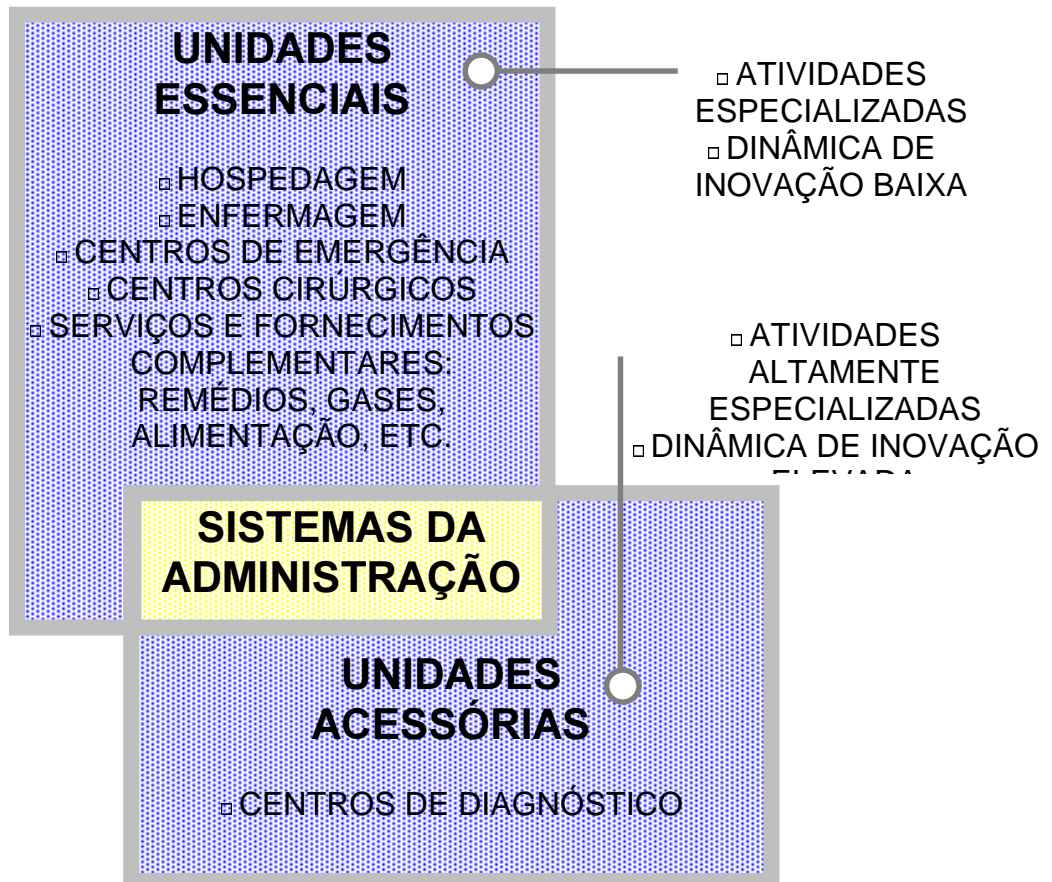 UNIDADES
ESSENCIAIS
▫ HOSPEDAGEM
▫ ENFERMAGEM
▫ CENTROS DE EMERGÊNCIA
▫ CENTROS CIRÚRGICOS
▫ SERVIÇOS E FORNECIMENTOS
COMPLEMENTARES:
REMÉDIOS, GASES,
ALIMENTAÇÃO, ETC.
▫ ATIVIDADES
ESPECIALIZADAS
▫ DINÂMICA DE
INOVAÇÃO BAIXA
▫ ATIVIDADES
ALTAMENTE
ESPECIALIZADAS
▫ DINÂMICA DE INOVAÇÃO
ELEVADA
SISTEMAS DA
ADMINISTRAÇÃO
UNIDADES
ACESSÓRIAS
▫ CENTROS DE DIAGNÓSTICO